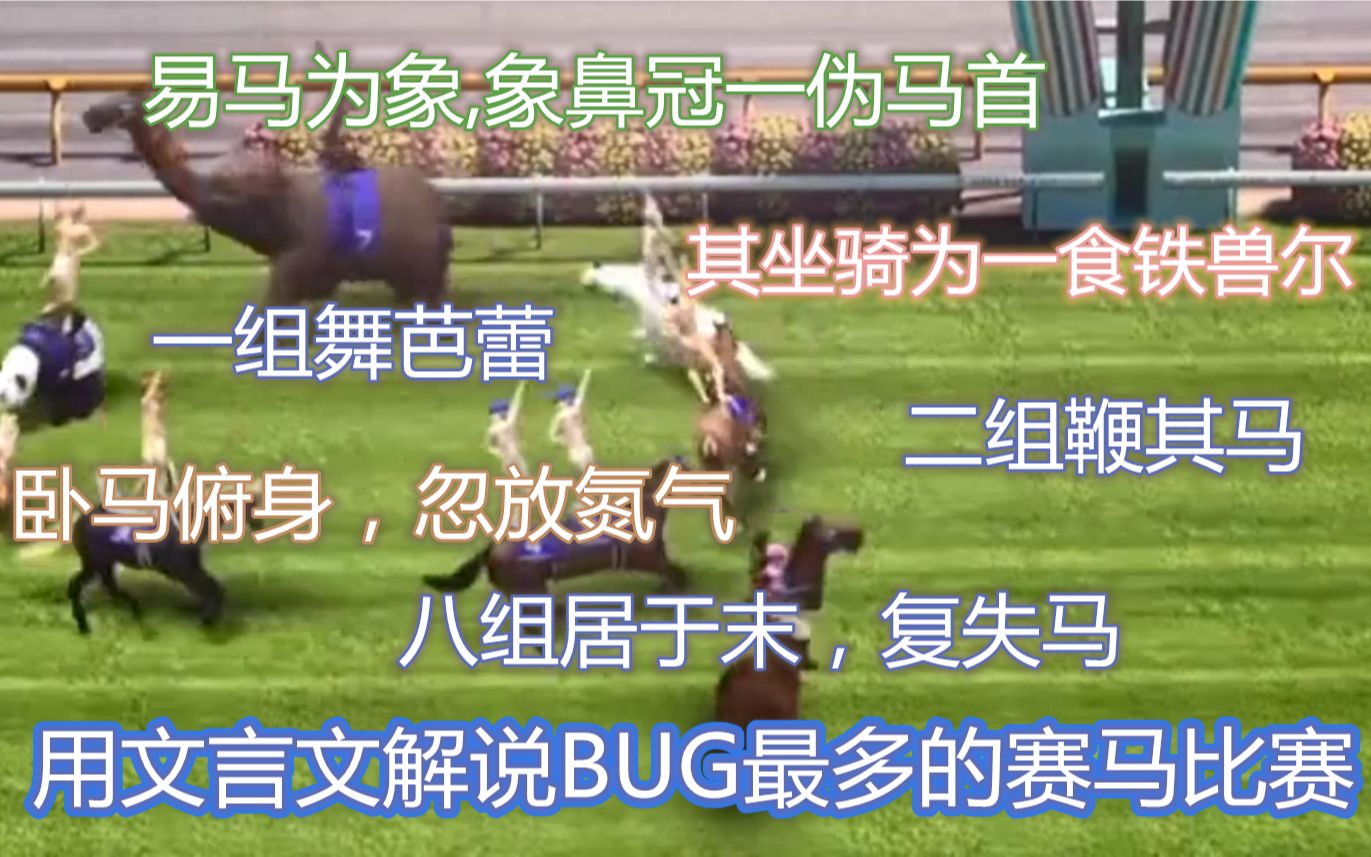 易马为象,象鼻冠一伪马首
其坐骑为一食铁兽尔
一组舞芭蕾
二组鞭其马
卧马俯身，忽放氮气
八组居于末，复失马
用文言文解说BUG最多的赛马比赛
7